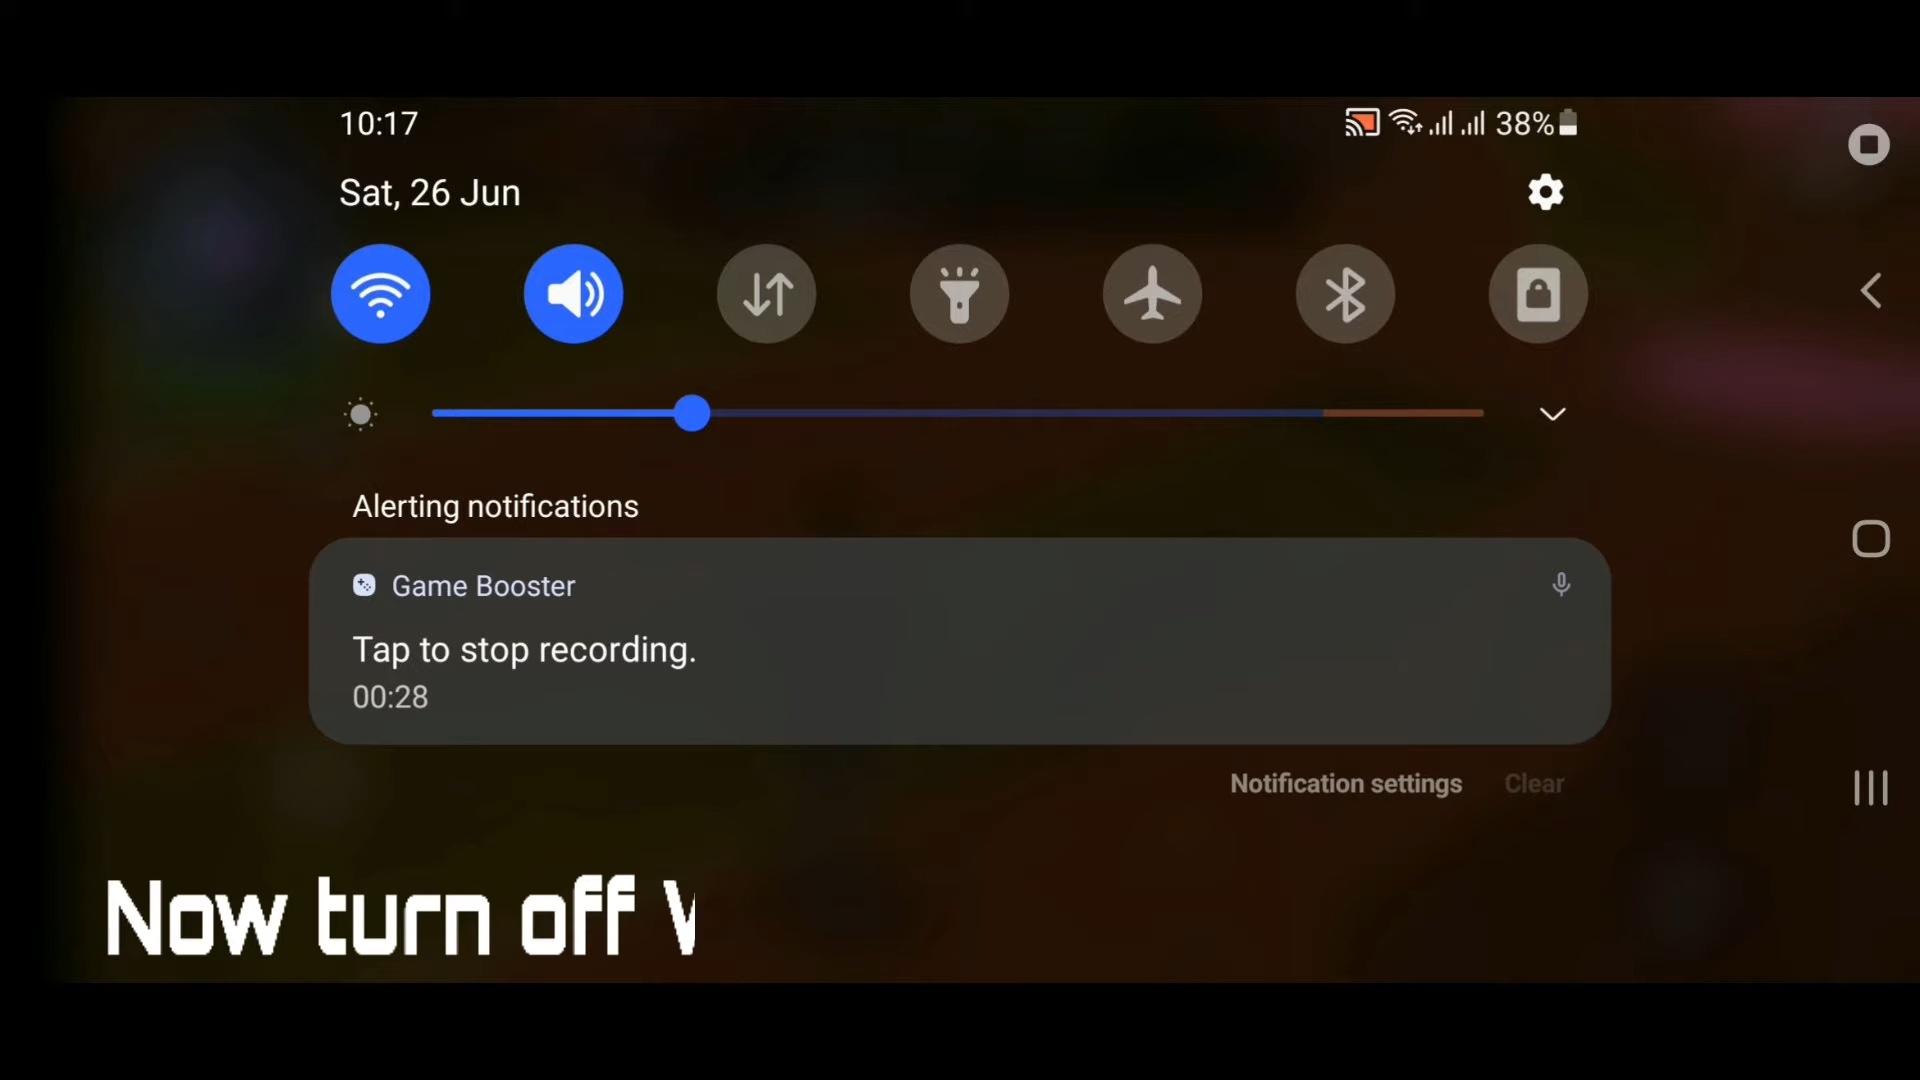 10:17
38%
Sat, 26 Jun
Alerting notifications
Game Booster
Tap to stop recording.
00:28
Notification settings Clear
Now turn off